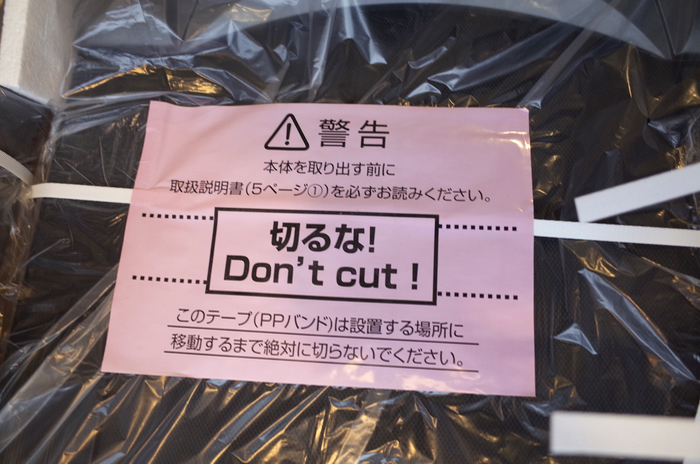 警告
本体を取り出す前に
取扱説明書(5ページ①)を必ずお読みください。
切るな!
Don't cut !
このテープ(PPバンド)は設置する場所に
移動するまで絶対に切らないでください。